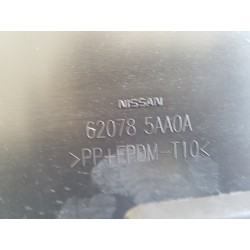 NISSAN
62078 5AA0A
>PP+EPDM-T10<